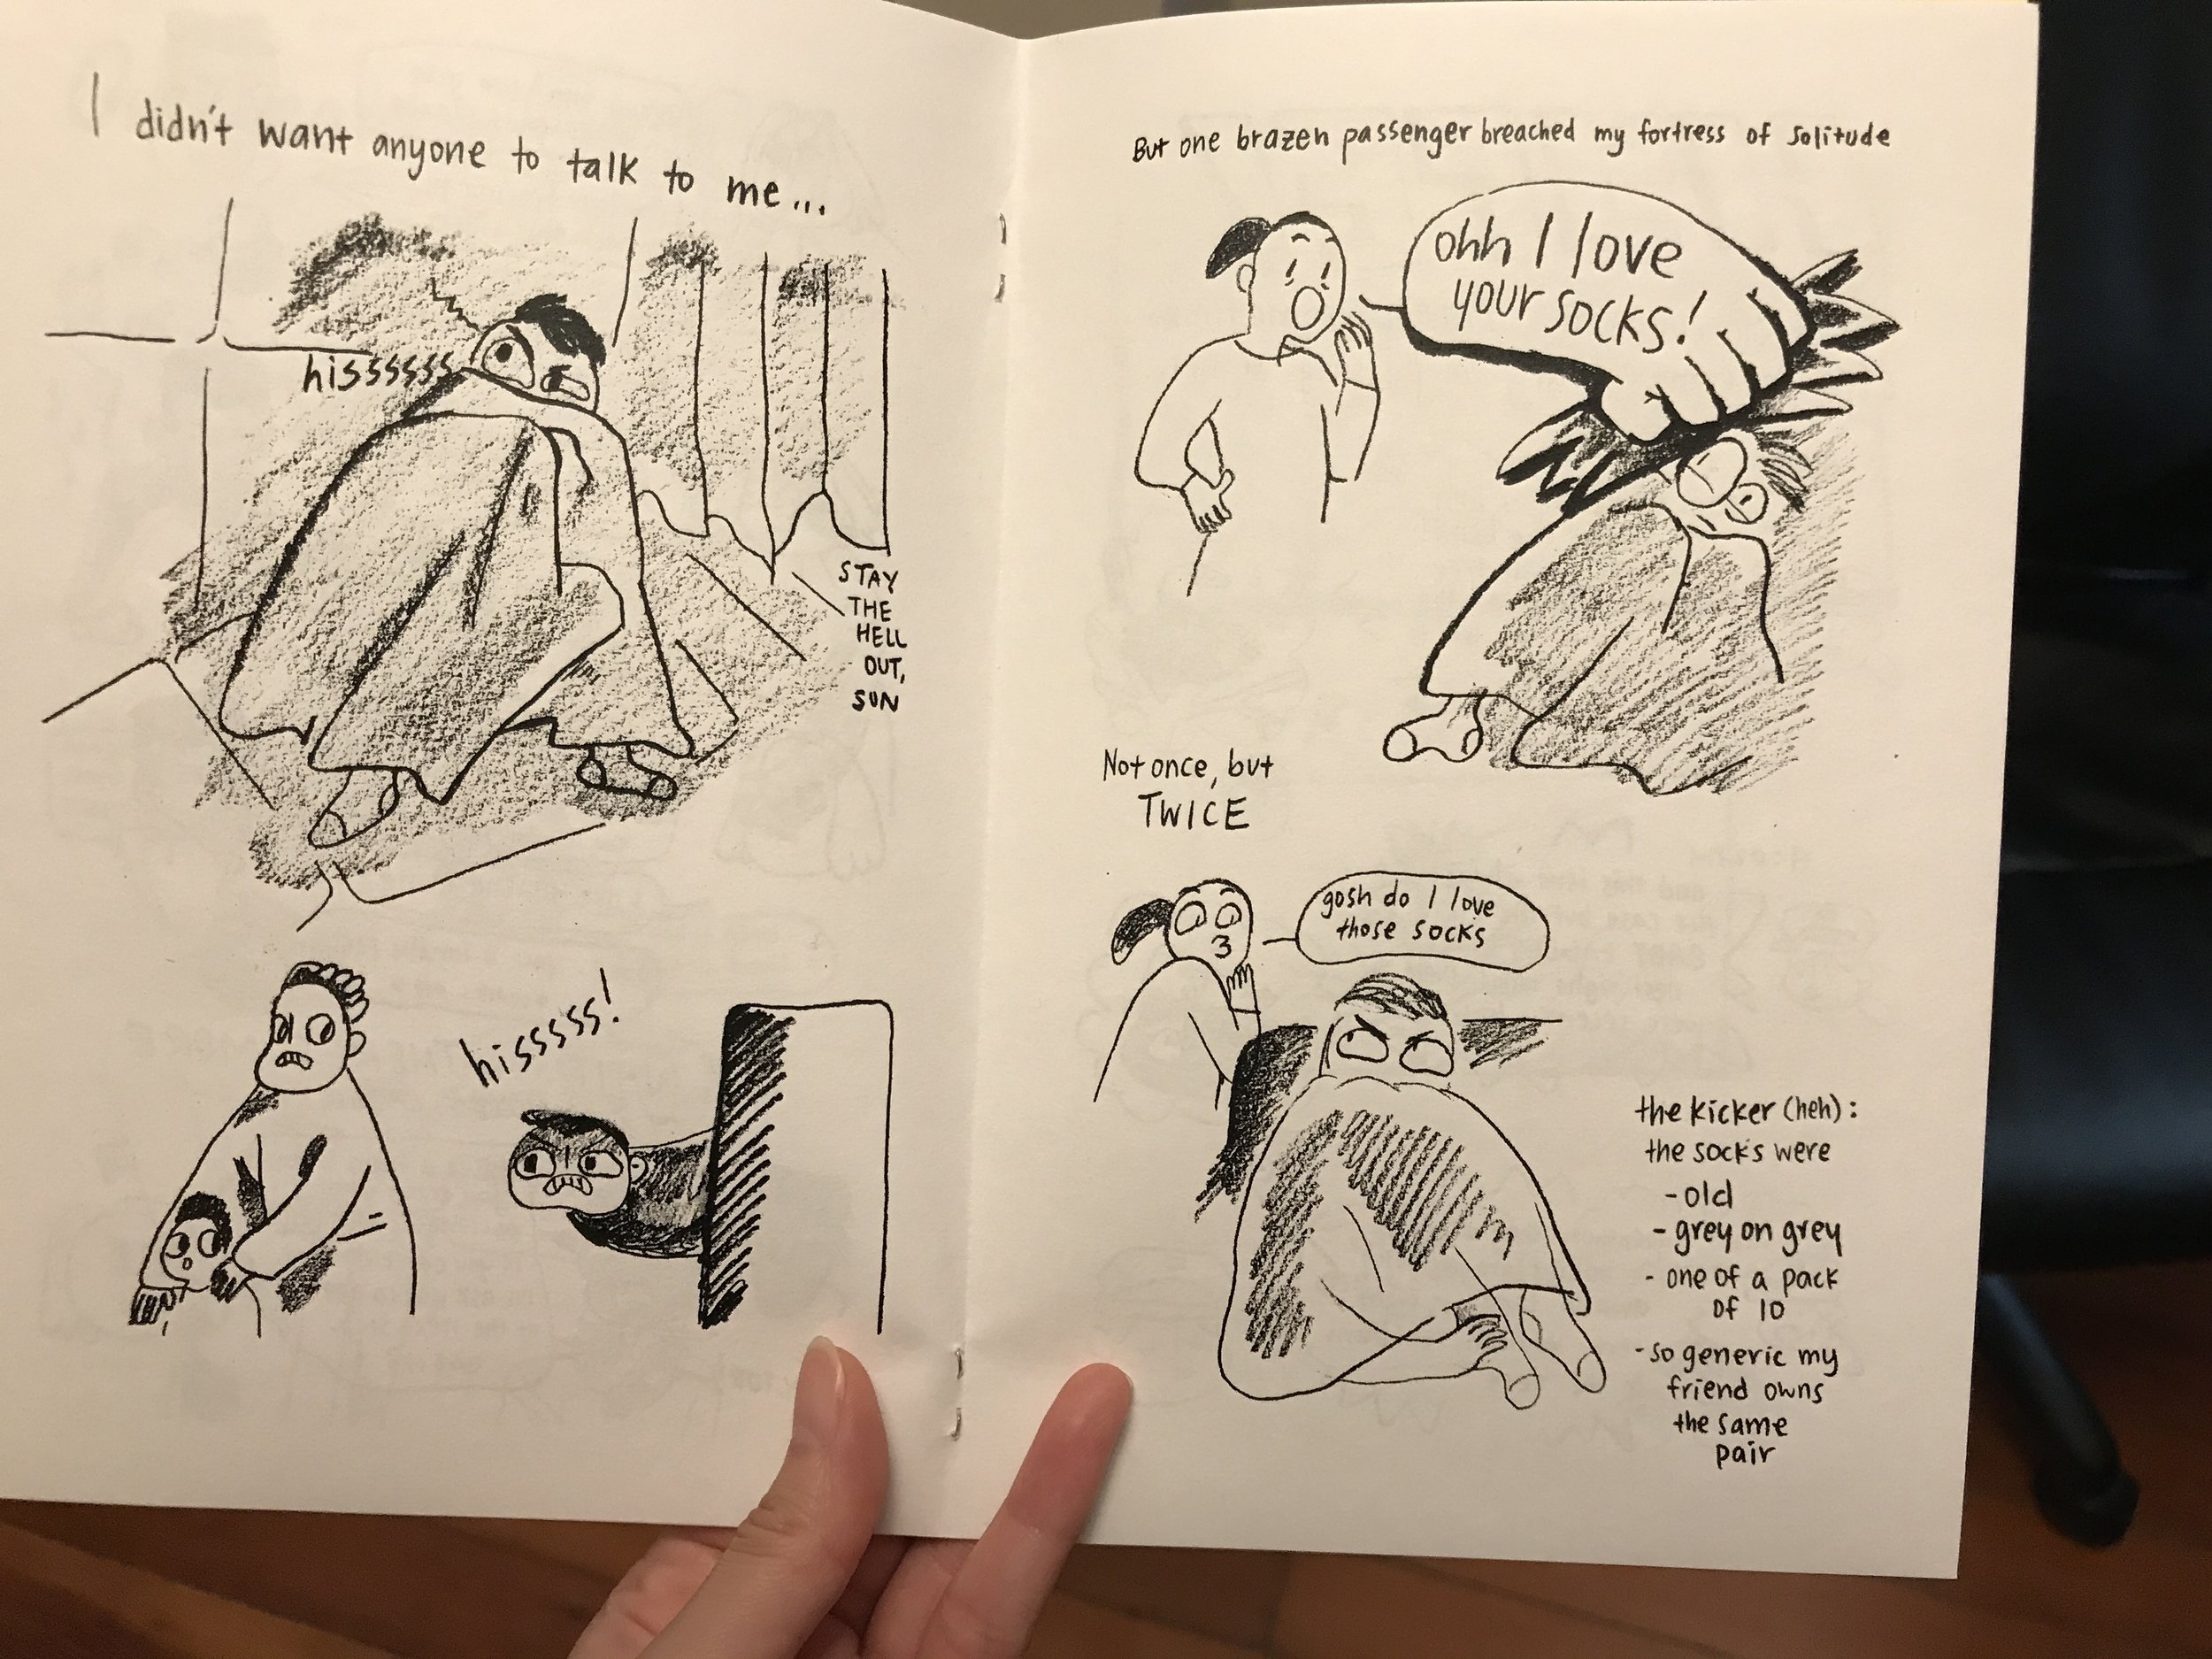 I didn't want anyone to talk to me...
hissssss
STAY
THE
HELL
OUT,
SUN
hisssss!
But one brazen passenger breached my fortress of solitude
ohh I love
your socks!
Not once, but
TWICE
gosh do I love
those socks
the kicker (heh):
the socks were
- old
- grey on grey
- one of a pack
of 10
- so generic my
friend owns
the same
pair